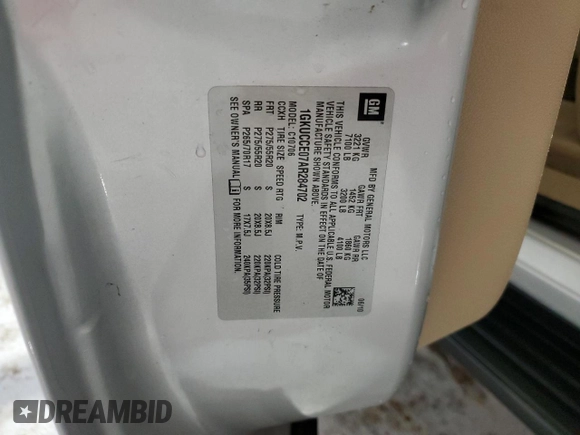 GM
MFD BY GENERAL MOTORS LLC
06/10
GVWR GAWR FRT GAWR RR
3221 KG 1452 KG 1860 KG
7100 LB 3200 LB 4100 LB
THIS VEHICLE CONFORMS TO ALL APPLICABLE U.S. FEDERAL MOTOR
VEHICLE SAFETY STANDARDS IN EFFECT ON THE DATE OF
MANUFACTURE SHOWN ABOVE.
1GKUCCE07AR284702 TYPE: M.P.V.
MODEL: C10706
CCXH TIRE SIZE SPEED RTG RIM COLD TIRE PRESSURE
FRT P275/55R20 S 20X8.5J 220KPA(32PSI)
RR P275/55R20 S 20X8.5J 220KPA(32PSI)
SPA P265/70R17 S 17X7.5J 240KPA(35PSI)
SEE OWNER'S MANUAL FOR MORE INFORMATION.
DREAMBID